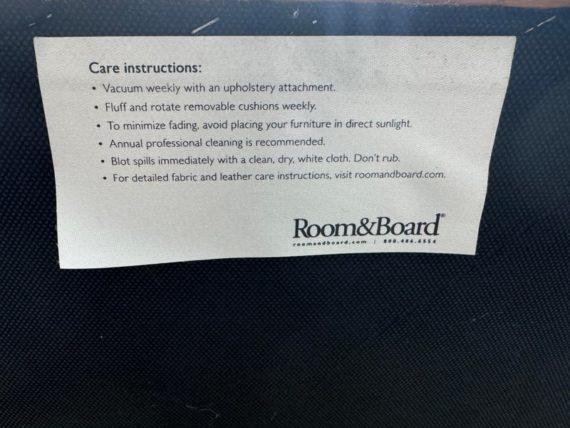 Care instructions:
• Vacuum weekly with an upholstery attachment.
• Fluff and rotate removable cushions weekly.
• To minimize fading, avoid placing your furniture in direct sunlight.
• Annual professional cleaning is recommended.
• Blot spills immediately with a clean, dry, white cloth. Don't rub.
• For detailed fabric and leather care instructions, visit roomandboard.com.
Room&Board®
roomandboard.com | 800.486.6554